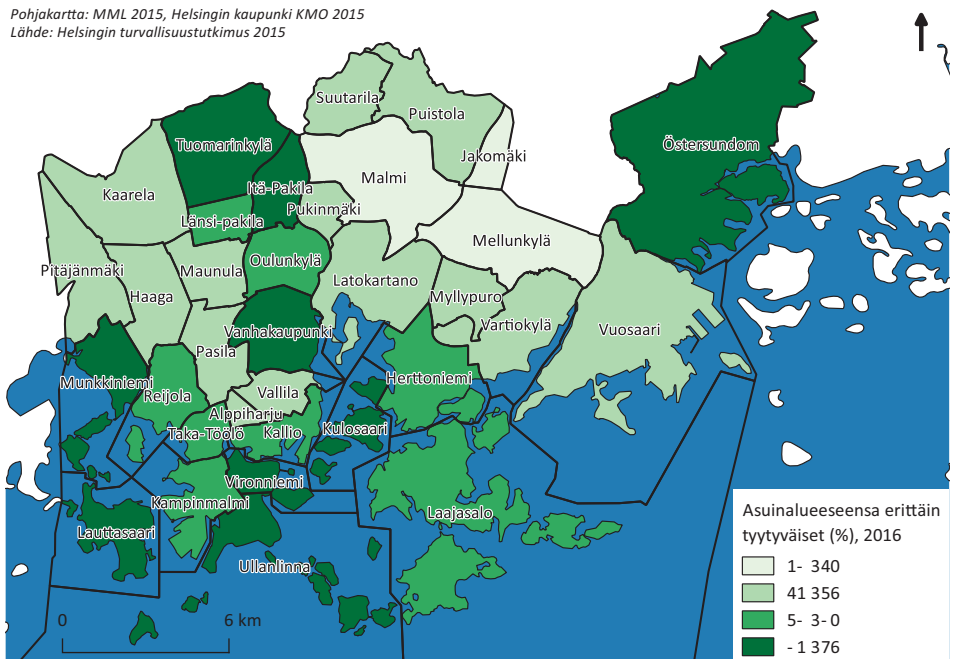 Pohjakartta: MML 2015, Helsingin kaupunki KMO 2015
Lähde: Helsingin turvallisuustutkimus 2015
Suutarila
Puistola
Tuomarinkylä
Östersundom
Jakomäki
Malmi
Itä-Pakila
Kaarela
Pukinmäki
Länsi-pakila
Mellunkylä
Oulunkylä
Pitäjänmäki
Maunula
Latokartano
Haaga
Myllypuro
Vartiokylä
Vuosaari
Vanhakaupunki
Pasila
Herttoniemi
Munkkiniemi
Reijola
Vallila
Alppiharju
Taka-Töölö
Kallio
Kulosaari
Vironniemi
Kampinmalmi
Laajasalo
Lauttasaari
Ullanlinna
0 6 km
Asuinalueeseensa erittäin
tyytyväiset (%), 2016
1- 340
41 356
5- 3- 0
- 1 376